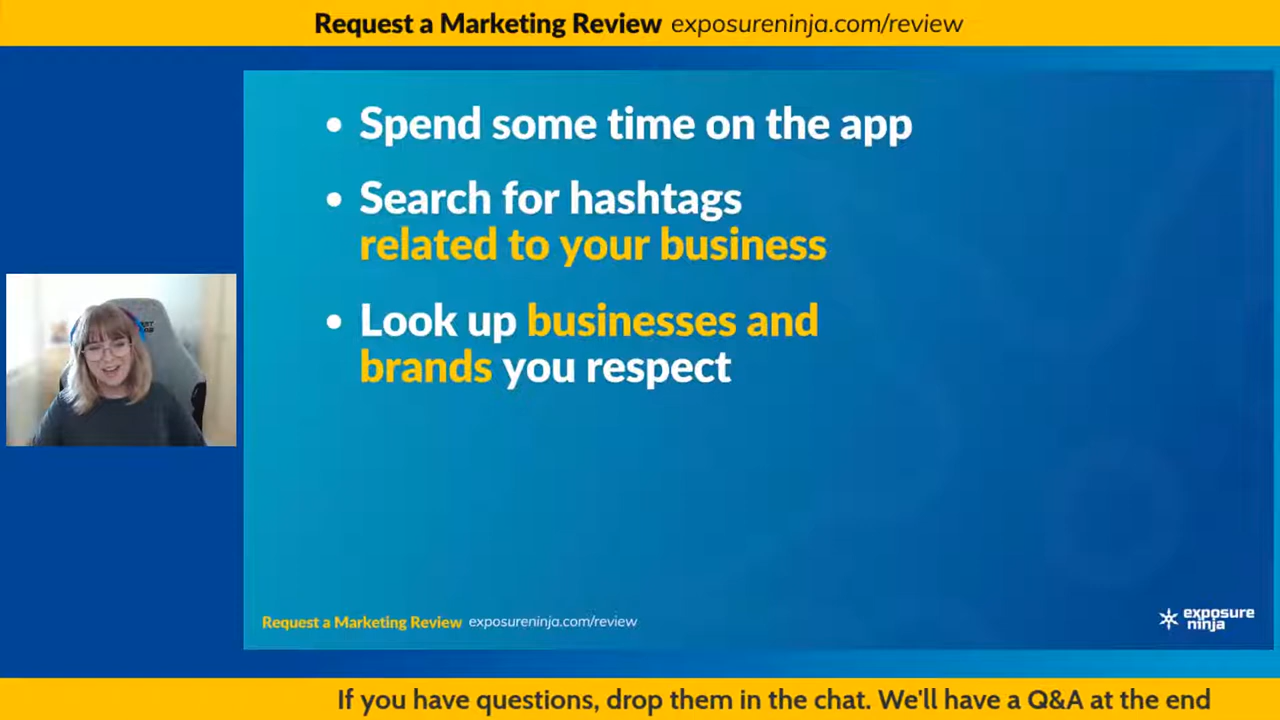 Request a Marketing Review exposureninja.com/review
• Spend some time on the app
• Search for hashtags
related to your business
• Look up businesses and
brands you respect
Request a Marketing Review exposureninja.com/review
exposure
ninja
If you have questions, drop them in the chat. We'll have a Q&A at the end